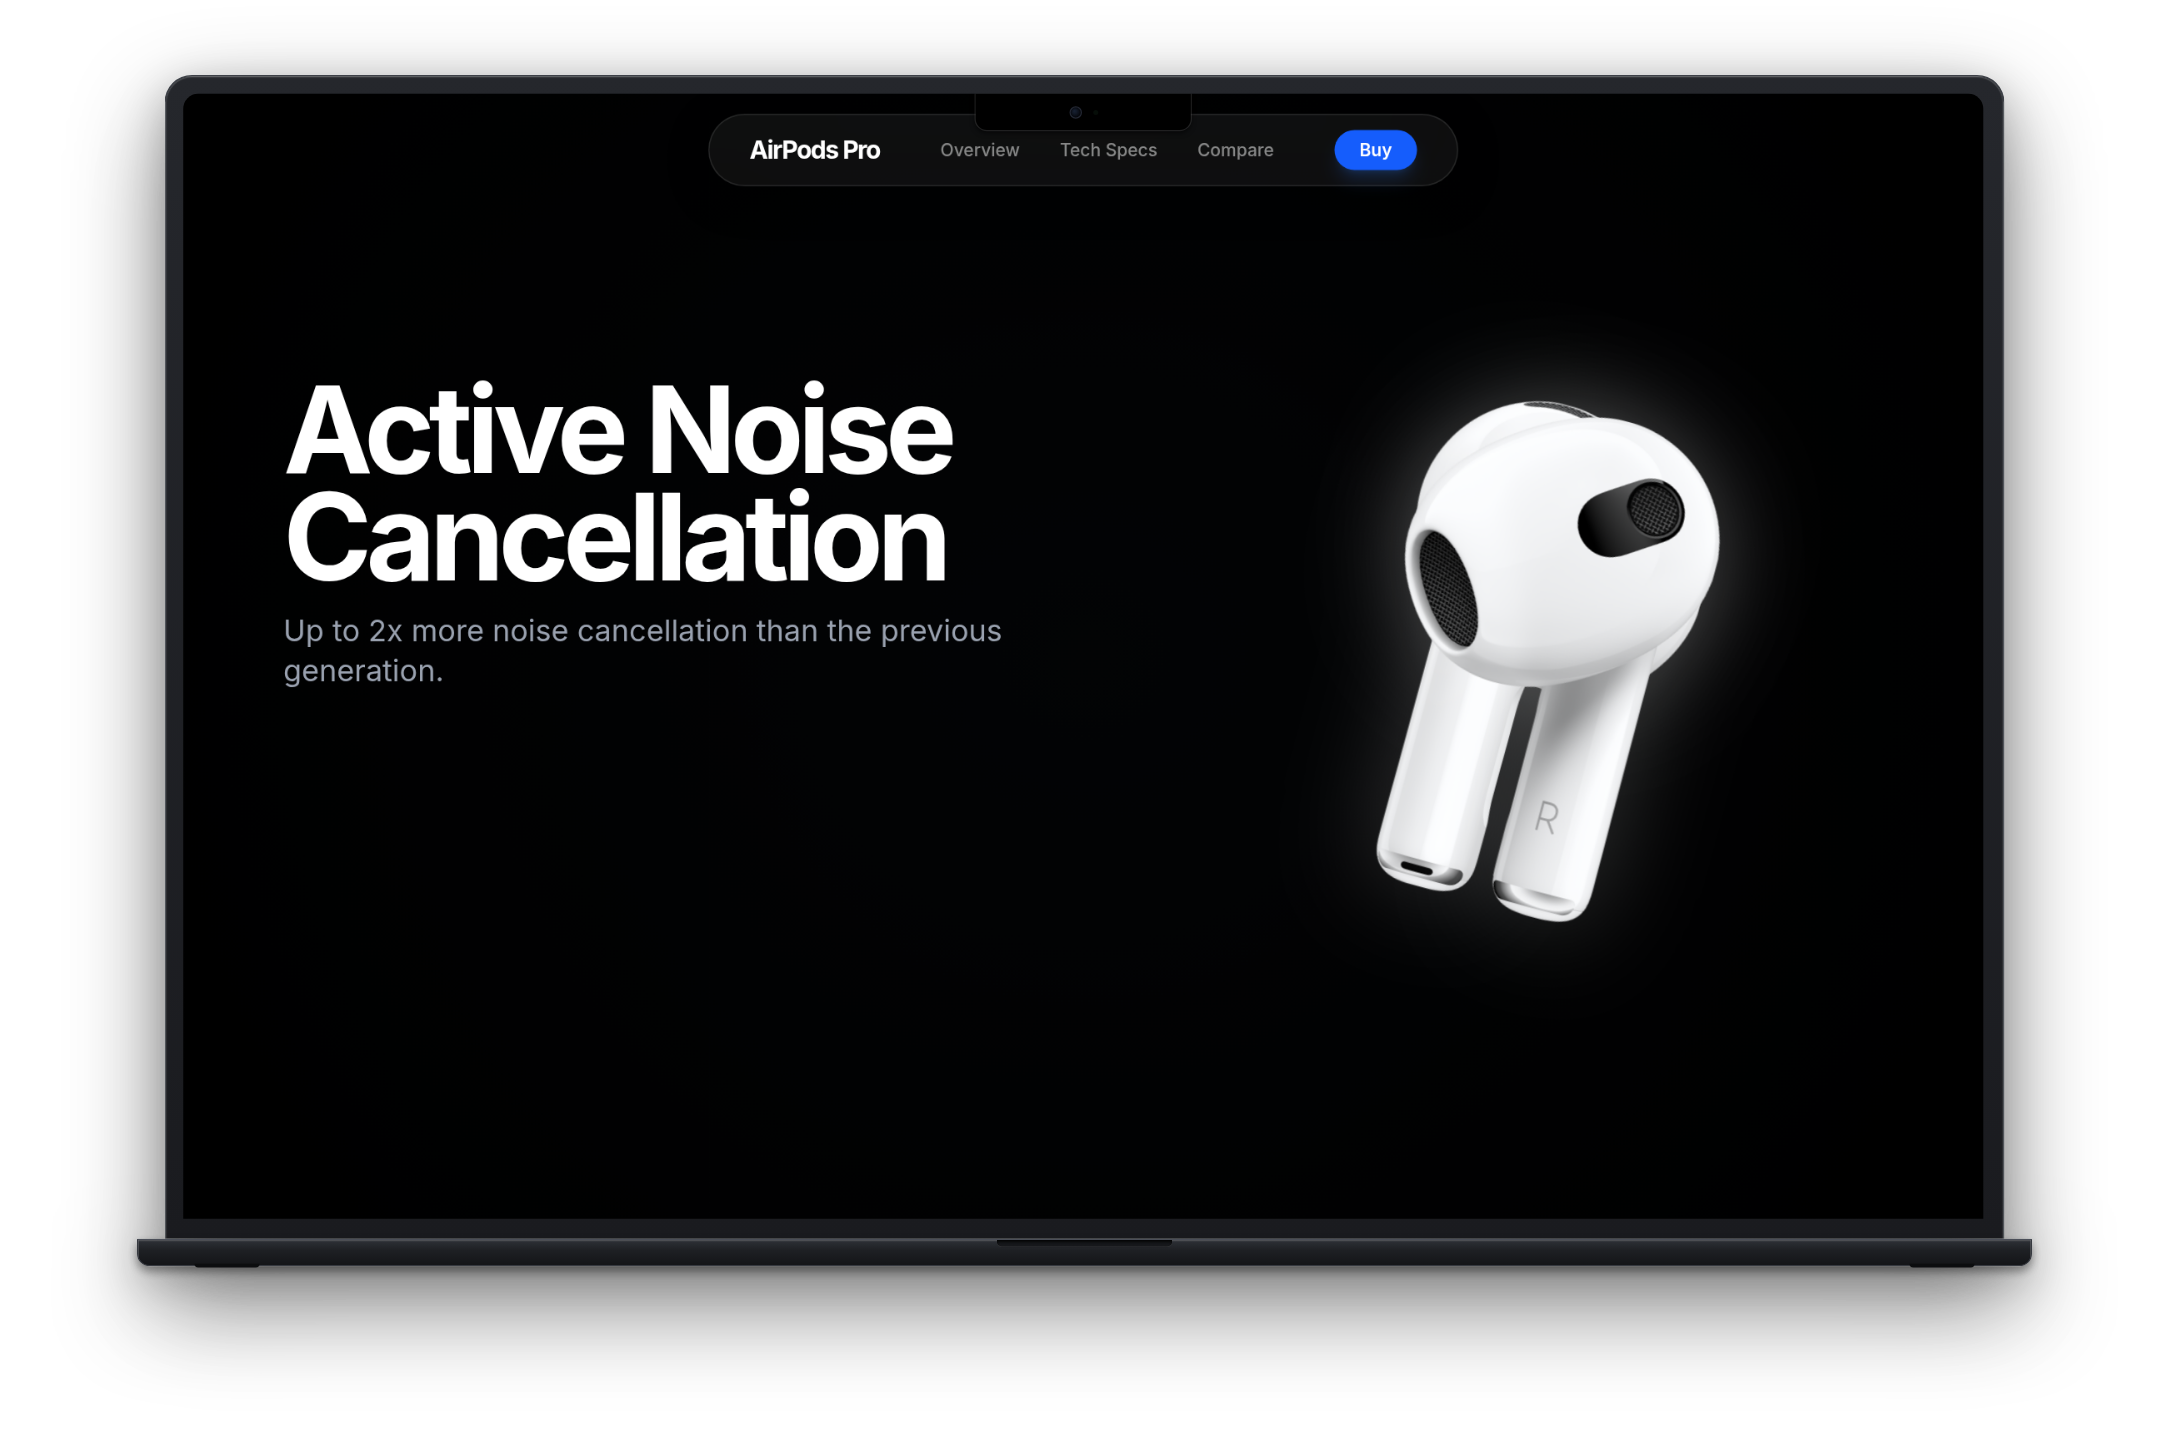 AirPods Pro Overview Tech Specs Compare Buy
Active Noise
Cancellation
Up to 2x more noise cancellation than the previous
generation.
R